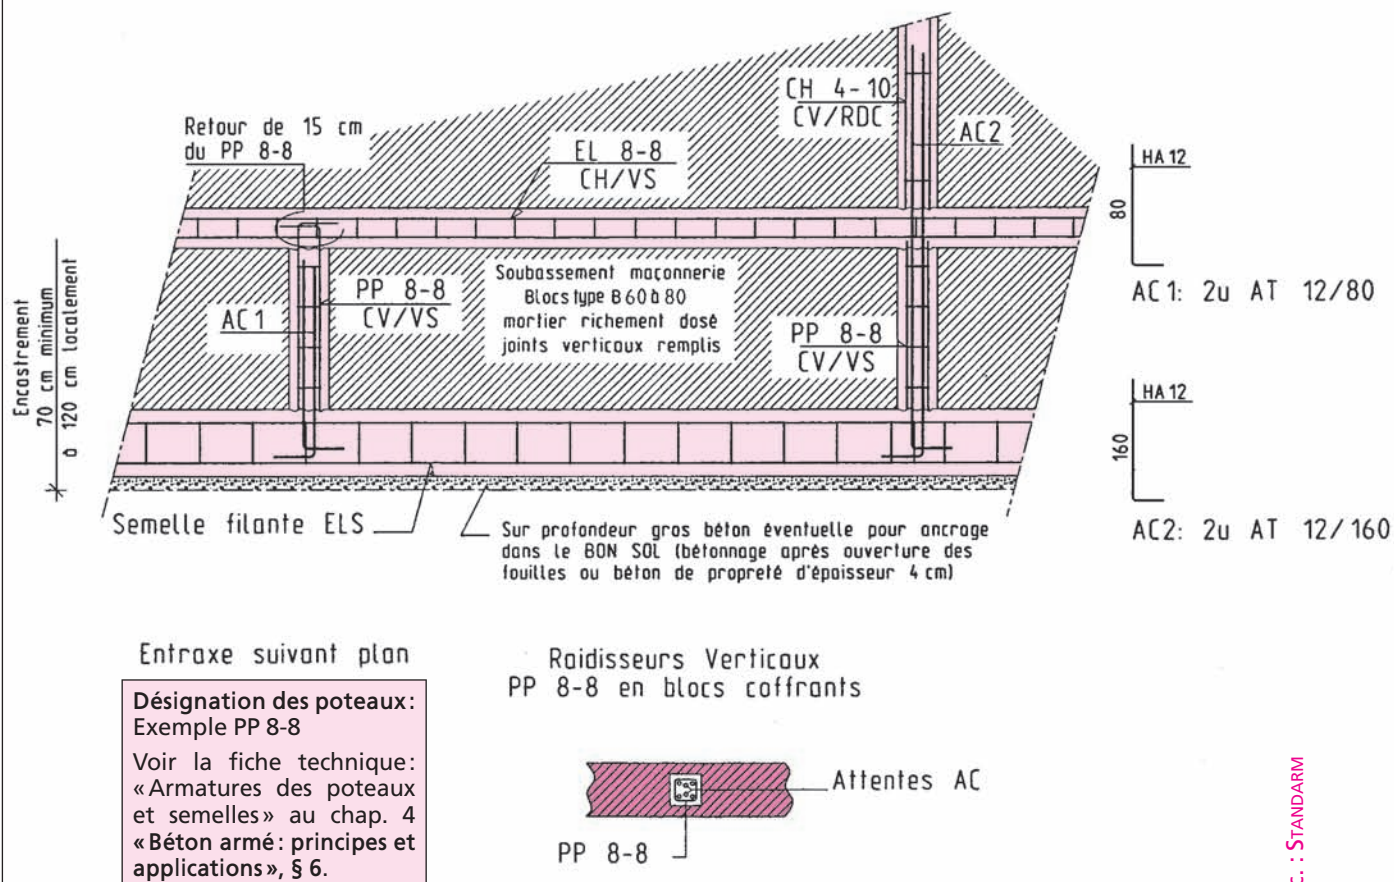 Retour de 15 cm
du PP 8-8
EL 8-8
CH/VS
CH 4-10
CV/RDC
AC2
HA 12
80
AC1: 2u AT 12/80
Encastrement
70 cm minimum
à 120 cm localement
AC1
PP 8-8
CV/VS
Soubassement maçonnerie
Blocs type B60 à 80
mortier richement dosé
joints verticaux remplis
PP 8-8
CV/VS
HA 12
160
AC2: 2u AT 12/160
Semelle filante ELS
Sur profondeur gros béton éventuelle pour ancrage
dans le BON SOL (bétonnage après ouverture des
fouilles ou béton de propreté d'épaisseur 4 cm)
Entraxe suivant plan
Désignation des poteaux :
Exemple PP 8-8
Voir la fiche technique :
« Armatures des poteaux
et semelles » au chap. 4
« Béton armé : principes et
applications », § 6.
Raidisseurs Verticaux
PP 8-8 en blocs coffrants
Attentes AC
PP 8-8
: STANDARM